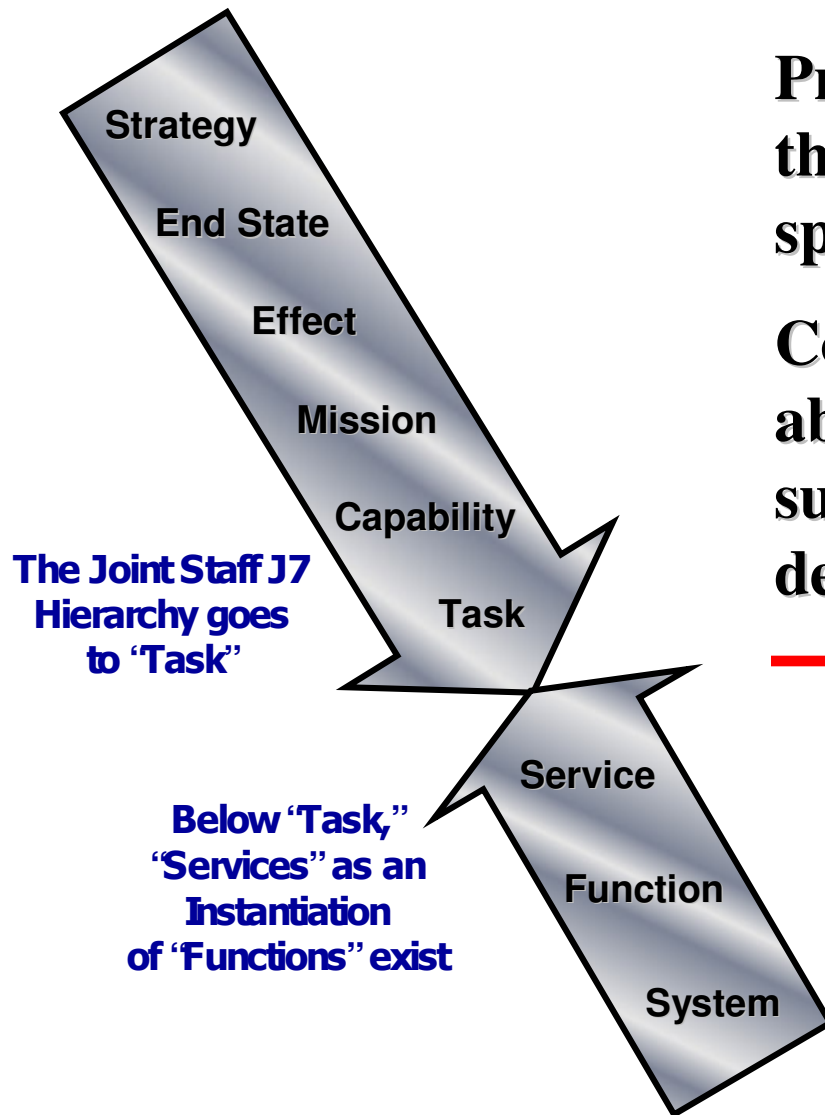 Strategy
End State
Effect
Mission
Capability
Task
The Joint Staff J7
Hierarchy goes
to “Task”
Service
Function
System
Below “Task,”
“Services” as an
Instantiation
of “Functions” exist